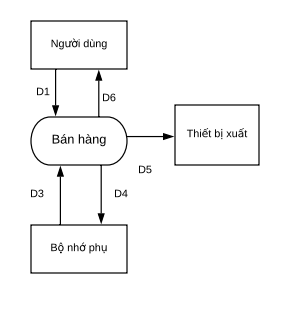 Người dùng
D1
D6
Bán hàng
Thiết bị xuất
D5
D3
D4
Bộ nhớ phụ